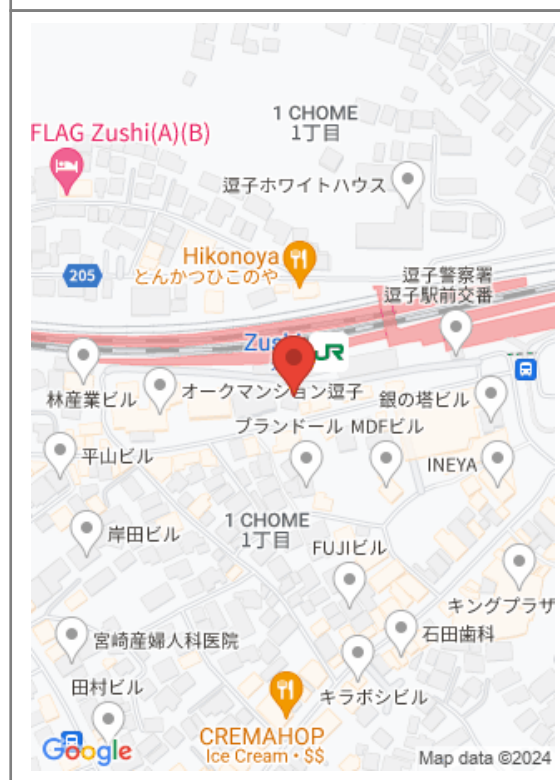 1 CHOME
1丁目
FLAG Zushi(A)(B)
逗子ホワイトハウス
Hikonoya
とんかつひこのや
205
逗子警察署
逗子駅前交番
JR
林産業ビル
オークマンション逗子
銀の塔ビル
ブランドール
MDFビル
平山ビル
INEYA
1 CHOME
1丁目
岸田ビル
FUJIビル
キングプラザ
石田歯科
宮崎産婦人科医院
田村ビル
キラボシビル
CREMAHOP
Ice Cream • $$
Google
Map data ©2024